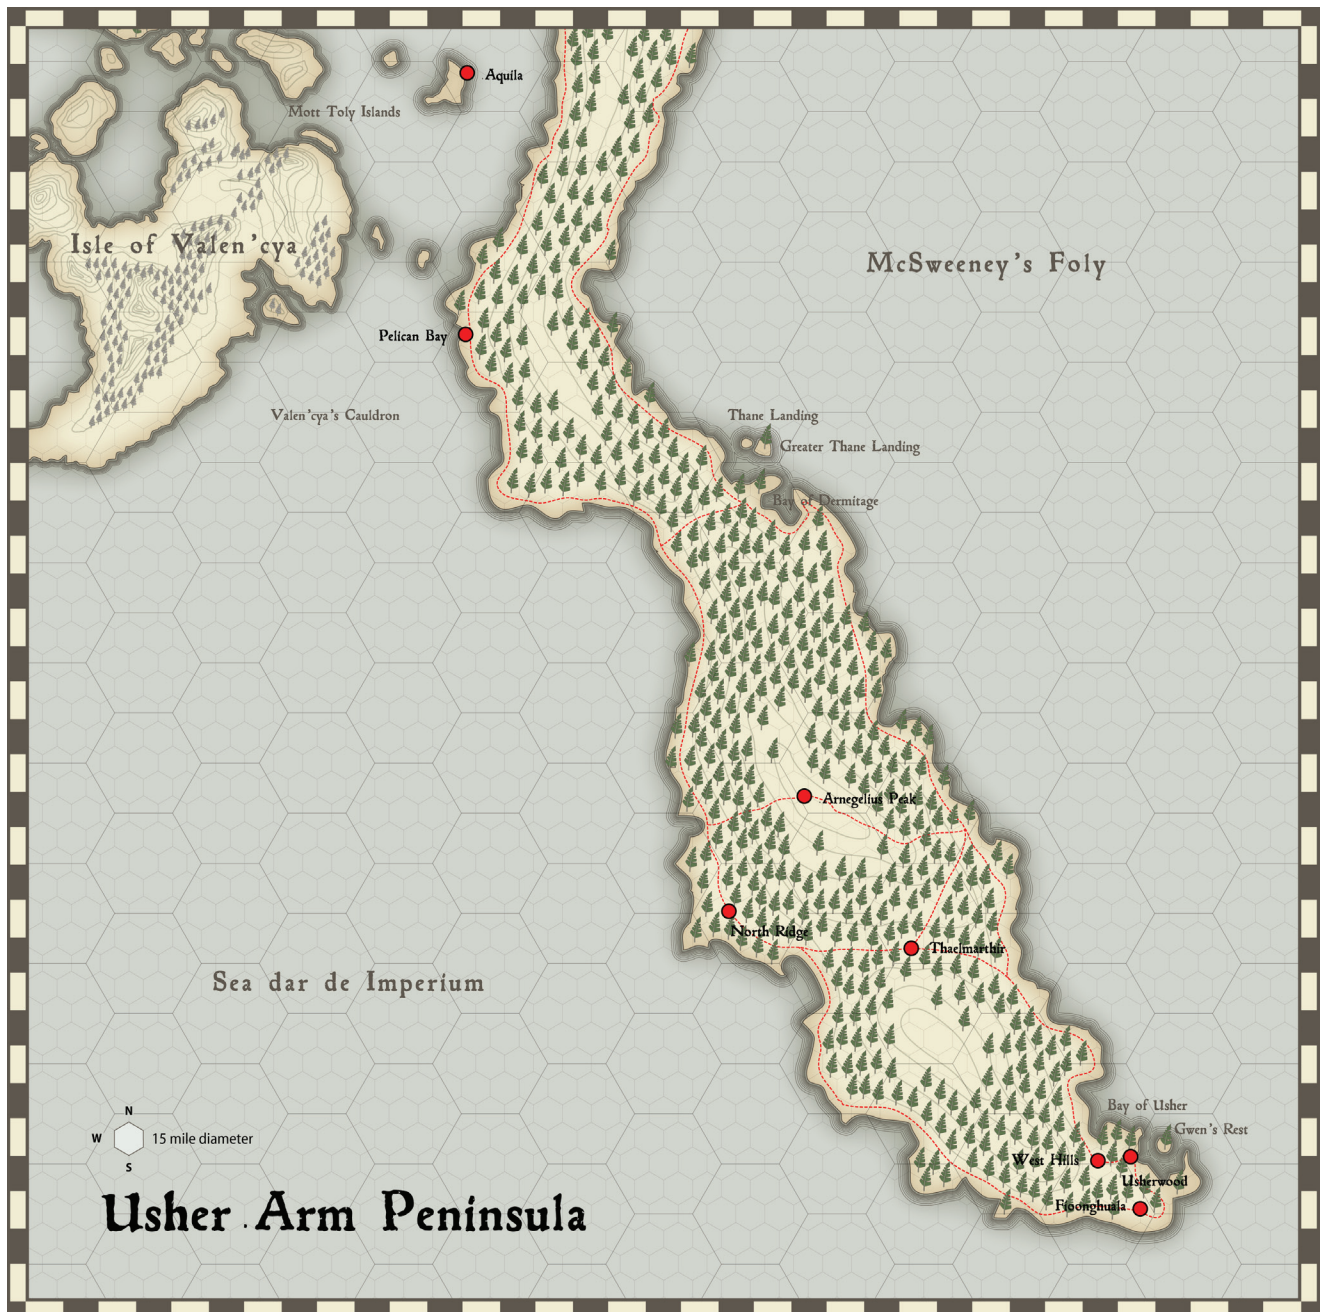 Aquila
Mott Toly Islands
Isle of Valen'cya
McSweeney's Foly
Pelican Bay
Valen'cya's Cauldron
Thane Landing
Greater Thane Landing
Bay of Dermitage
Arnegelius Peak
North Ridge
Thaelmarthir
Sea dar de Imperium
Bay of Usher
N
Gwen's Rest
W
15 mile diameter
S
West Hills
Usherwood
Fioonghuala
Usher Arm Peninsula